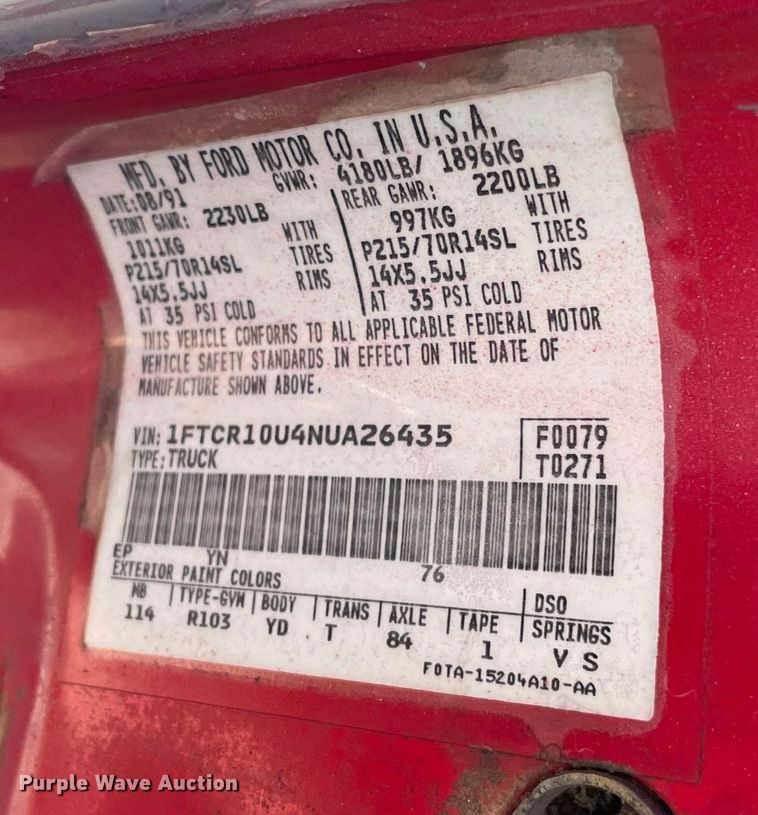 MFD. BY FORD MOTOR CO. IN U.S.A.
DATE: 08/91 GVWR: 4180LB/ 1896KG
FRONT GAWR: 2230LB REAR GAWR: 2200LB
1011KG WITH 997KG WITH
P215/70R14SL TIRES P215/70R14SL TIRES
14X5.5JJ RIMS 14X5.5JJ RIMS
AT 35 PSI COLD AT 35 PSI COLD
THIS VEHICLE CONFORMS TO ALL APPLICABLE FEDERAL MOTOR
VEHICLE SAFETY STANDARDS IN EFFECT ON THE DATE OF
MANUFACTURE SHOWN ABOVE.
VIN: 1FTCR10U4NUA26435 F0079
TYPE: TRUCK T0271
EP YN 76
EXTERIOR PAINT COLORS DSO
WB TYPE-GVW BODY TRANS AXLE TAPE SPRINGS
114 R103 YD T 84 1 V S
F0TA-15204A10-AA
Purple Wave Auction